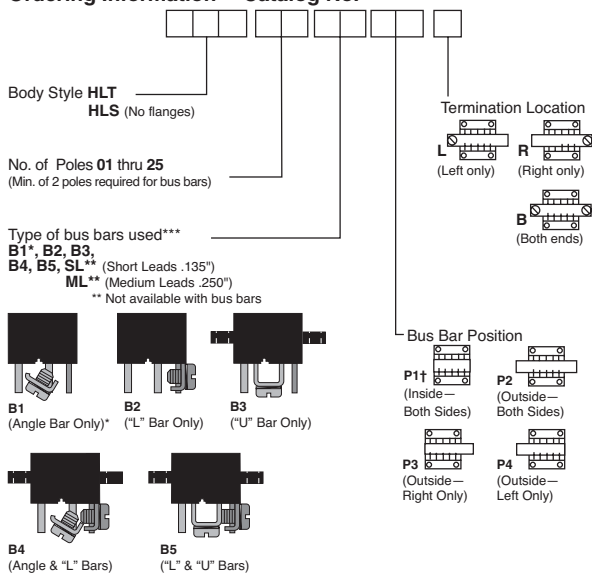 Body Style HLT
HLS (No flanges)
No. of Poles 01 thru 25
(Min. of 2 poles required for bus bars)
Type of bus bars used***
B1*, B2, B3,
B4, B5, SL** (Short Leads .135")
ML** (Medium Leads .250")
** Not available with bus bars
B1
(Angle Bar Only)*
B2
("L" Bar Only)
B3
("U" Bar Only)
B4
(Angle & "L" Bars)
B5
("L" & "U" Bars)
Termination Location
L
(Left only)
R
(Right only)
B
(Both ends)
Bus Bar Position
P1†
(Inside—
Both Sides)
P2
(Outside—
Both Sides)
P3
(Outside—
Right Only)
P4
(Outside—
Left Only)